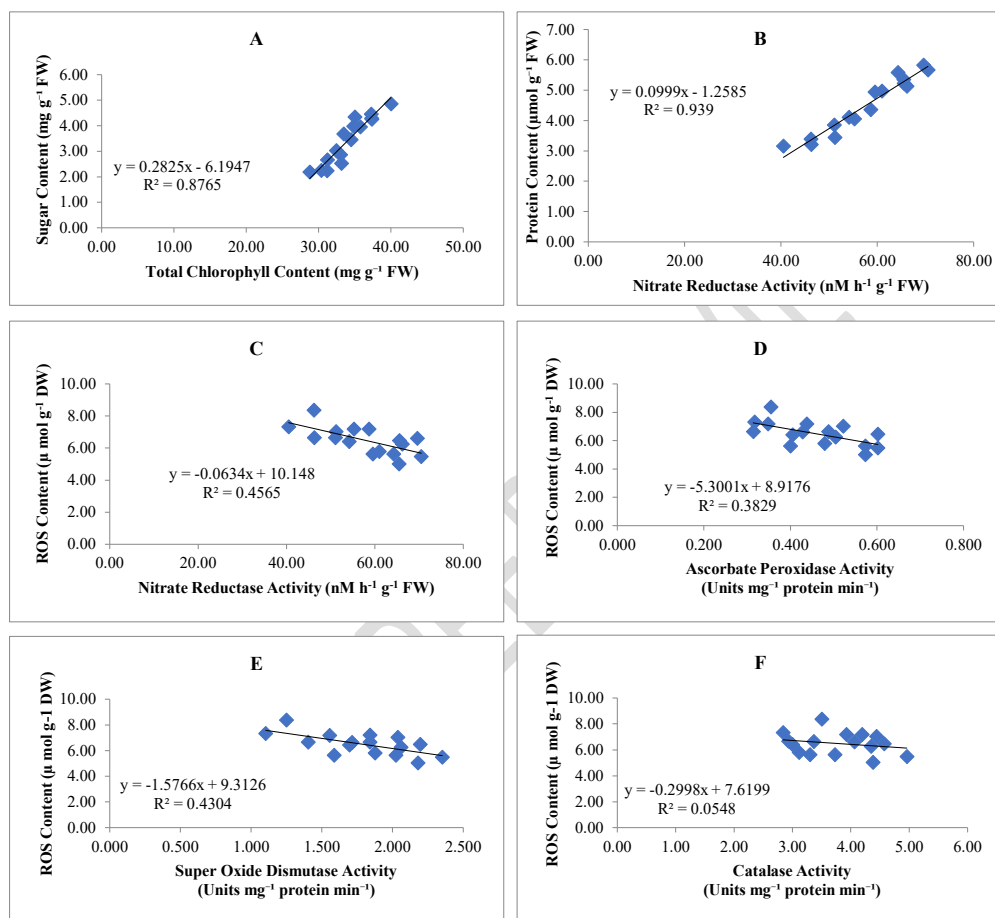 A
Sugar Content (mg g⁻¹ FW)
6.00
5.00
4.00
3.00
2.00
1.00
0.00
y = 0.2825x - 6.1947
R² = 0.8765
0.00 10.00 20.00 30.00 40.00 50.00
Total Chlorophyll Content (mg g⁻¹ FW)
B
Protein Content (µmol g⁻¹ FW)
7.00
6.00
5.00
4.00
3.00
2.00
1.00
0.00
y = 0.0999x - 1.2585
R² = 0.939
0.00 20.00 40.00 60.00 80.00
Nitrate Reductase Activity (nM h⁻¹ g⁻¹ FW)
C
ROS Content (µ mol g⁻¹ DW)
10.00
8.00
6.00
4.00
2.00
0.00
y = -0.0634x + 10.148
R² = 0.4565
0.00 20.00 40.00 60.00 80.00
Nitrate Reductase Activity (nM h⁻¹ g⁻¹ FW)
D
ROS Content (µ mol g⁻¹ DW)
10.00
8.00
6.00
4.00
2.00
0.00
y = -5.3001x + 8.9176
R² = 0.3829
0.000 0.200 0.400 0.600 0.800
Ascorbate Peroxidase Activity
(Units mg⁻¹ protein min⁻¹)
E
ROS Content (µ mol g-1 DW)
10.00
8.00
6.00
4.00
2.00
0.00
y = -1.5766x + 9.3126
R² = 0.4304
0.000 0.500 1.000 1.500 2.000 2.500
Super Oxide Dismutase Activity
(Units mg⁻¹ protein min⁻¹)
F
ROS Content (µ mol g-1 DW)
10.00
8.00
6.00
4.00
2.00
0.00
y = -0.2998x + 7.6199
R² = 0.0548
0.00 1.00 2.00 3.00 4.00 5.00 6.00
Catalase Activity
(Units mg⁻¹ protein min⁻¹)